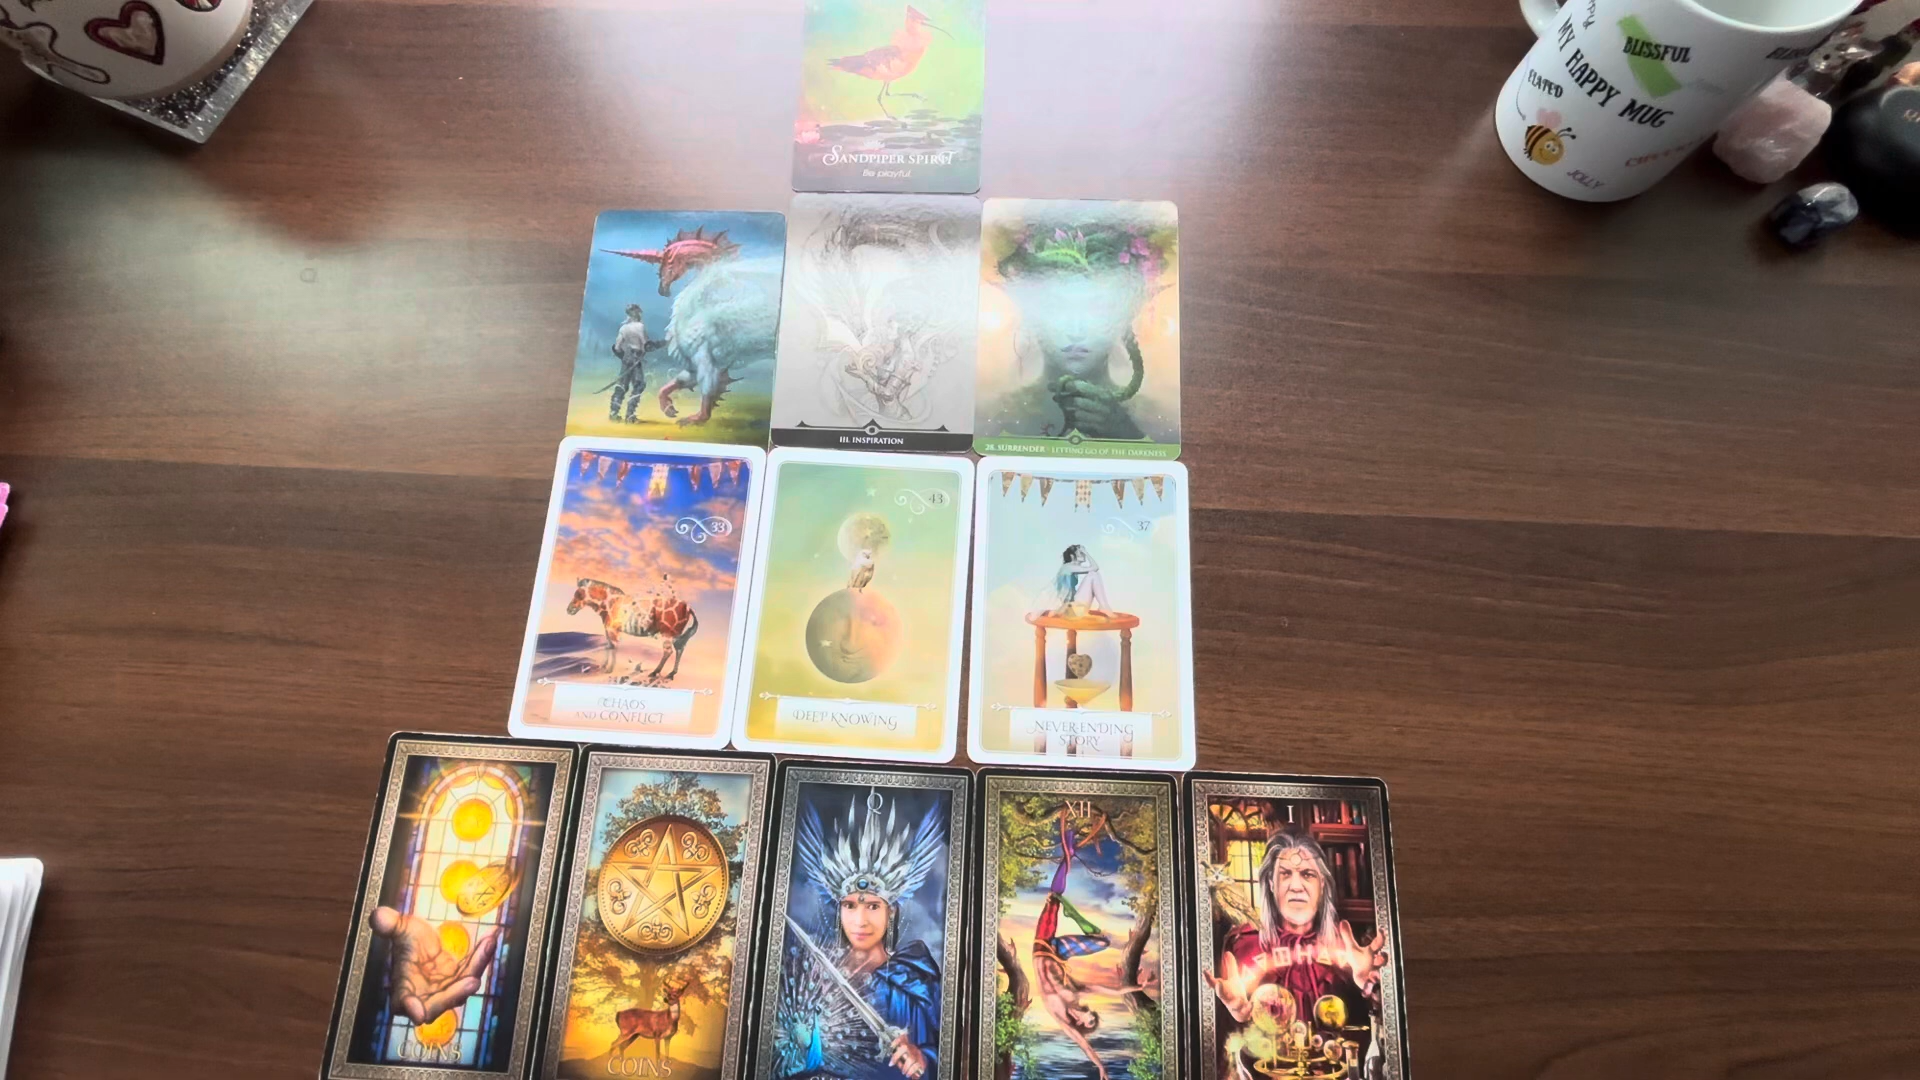 SANDPIPER SPIRIT
Be playful.
MY HAPPY MUG
BLISSFUL
ELATED
JOLLY
III. INSPIRATION
28. SURRENDER - LETTING GO OF THE DARKNESS
33
CHAOS
AND CONFLICT
43
DEEP KNOWING
37
NEVER-ENDING
STORY
COINS
COINS
Q
XII
I